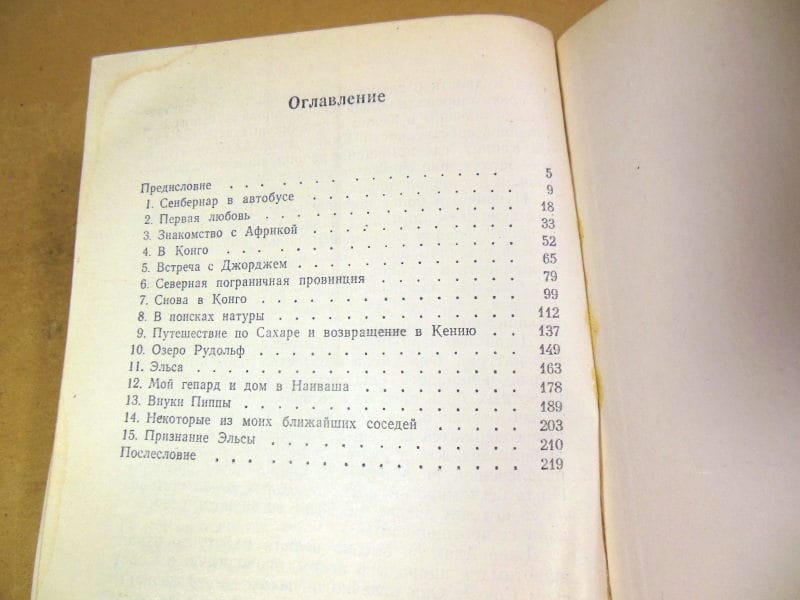 Оглавление
Предисловие . . . . . . . . . . . . . . . . 5
1. Сенбернар в автобусе . . . . . . . . . . . 9
2. Первая любовь . . . . . . . . . . . . . . 18
3. Знакомство с Африкой . . . . . . . . . . . 33
4. В Конго . . . . . . . . . . . . . . . . 52
5. Встреча с Джорджем . . . . . . . . . . . . 65
6. Северная пограничная провинция . . . . . . . . 79
7. Снова в Конго . . . . . . . . . . . . . . 99
8. В поисках натуры . . . . . . . . . . . . . 112
9. Путешествие по Сахаре и возвращение в Кению . . 137
10. Озеро Рудольф . . . . . . . . . . . . . . 149
11. Эльса . . . . . . . . . . . . . . . . . 163
12. Мой гепард и дом в Наиваша . . . . . . . . . 178
13. Внуки Пиппы . . . . . . . . . . . . . . . 189
14. Некоторые из моих ближайших соседей . . . . . 203
15. Признание Эльсы . . . . . . . . . . . . . 210
Послесловие . . . . . . . . . . . . . . . . 219